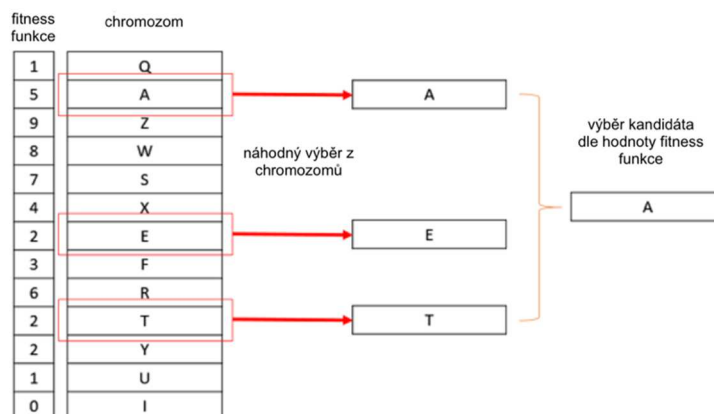 fitness
funkce
chromozom
1 Q
5 A
9 Z
8 W
7 S
4 X
2 E
3 F
6 R
2 T
2 Y
1 U
0 I
náhodný výběr z
chromozomů
A
E
T
výběr kandidáta
dle hodnoty fitness
funkce
A